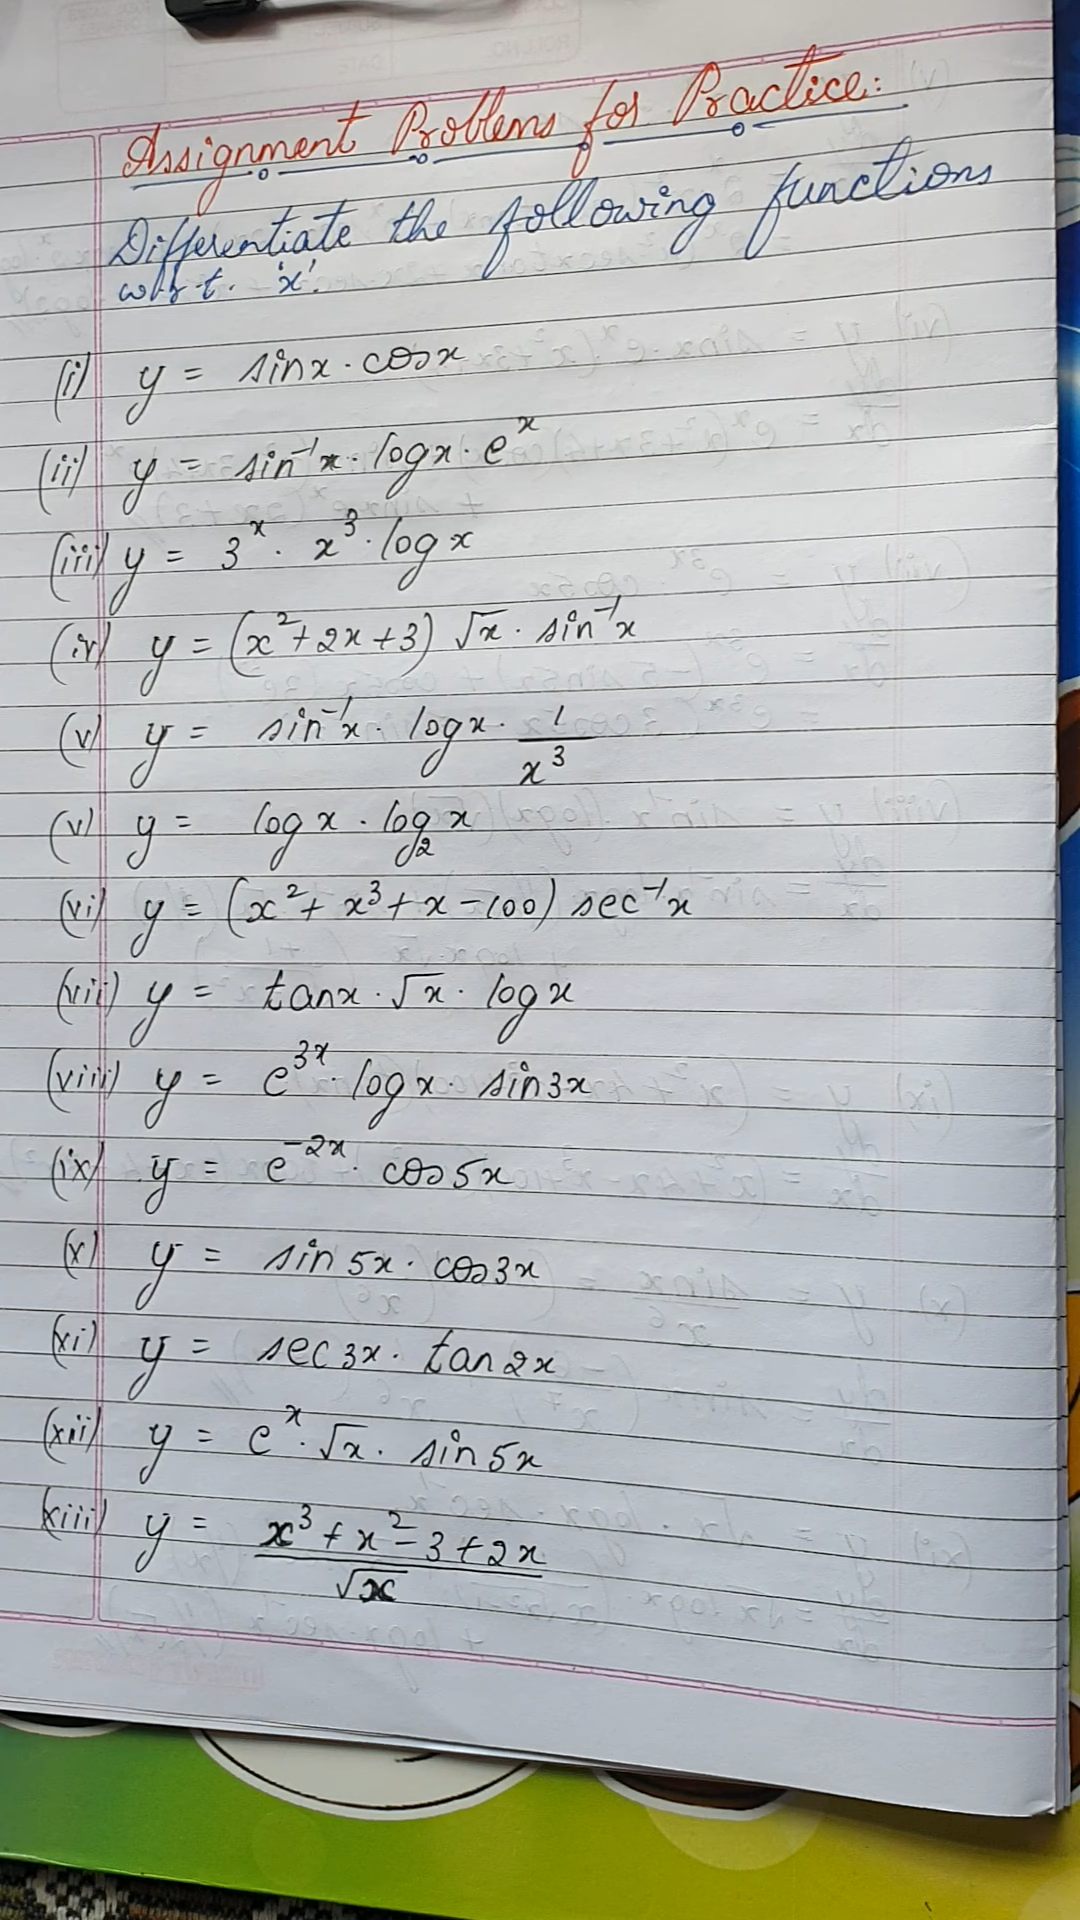 Assignment Problems for Practice:
Differentiate the following functions
w.r.t. 'x'.
(i) y = sinx · cosx
(ii) y = sin⁻¹x · logx · eˣ
(iii) y = 3ˣ · x³ · logx
(iv) y = (x² + 2x + 3) √x · sin⁻¹x
(v) y = sin⁻¹x · logx · 1/x³
(v) y = logx · log₂x
(vi) y = (x² + x³ + x - 100) sec⁻¹x
(vii) y = tanx · √x · logx
(viii) y = e³ˣ · logx · sin3x
(ix) y = e⁻²ˣ · cos5x
(x) y = sin5x · cos3x
(xi) y = sec3x · tan2x
(xii) y = eˣ · √x · sin5x
(xiii) y = x³ + x² - 3 + 2x / √x